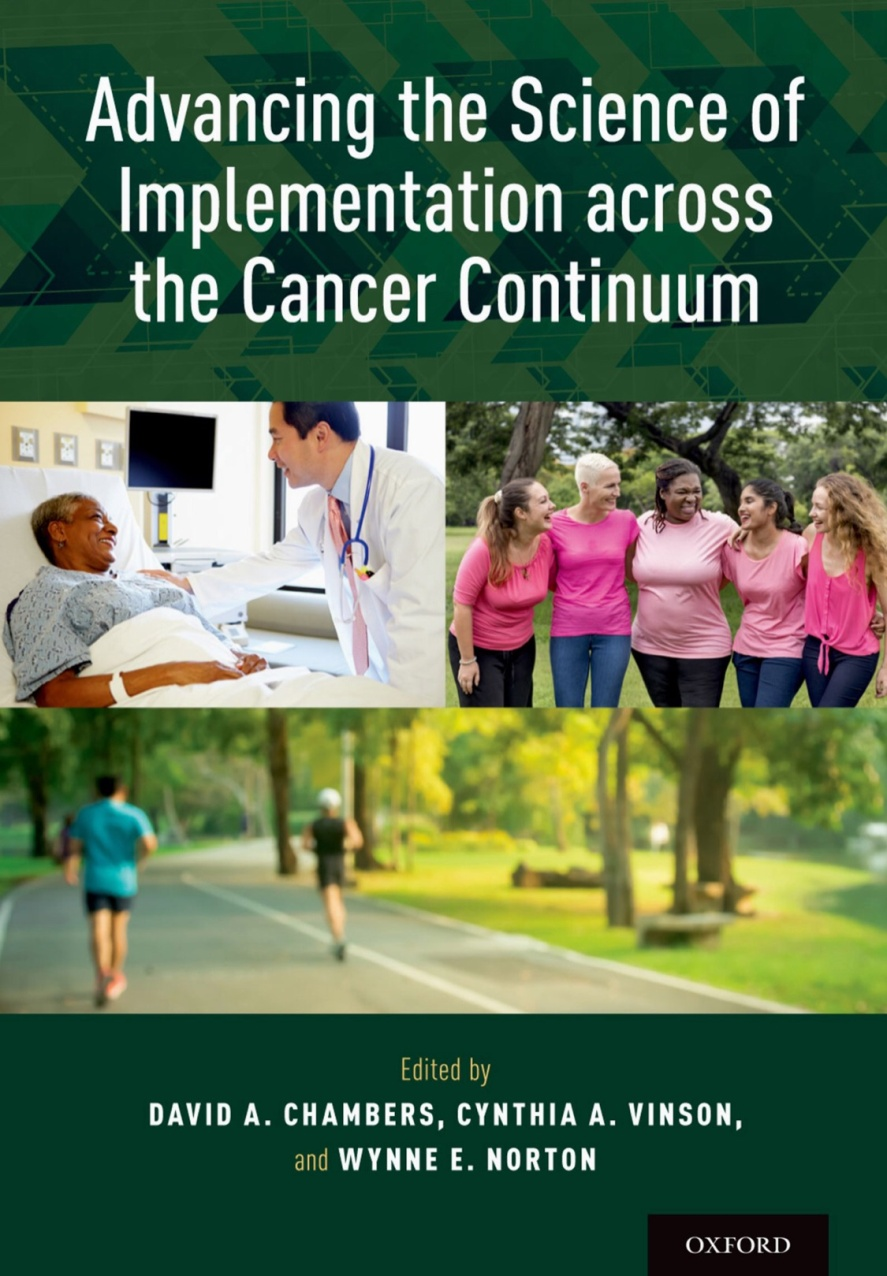 Advancing the Science of
Implementation across
the Cancer Continuum
Edited by
DAVID A. CHAMBERS, CYNTHIA A. VINSON,
and WYNNE E. NORTON
OXFORD